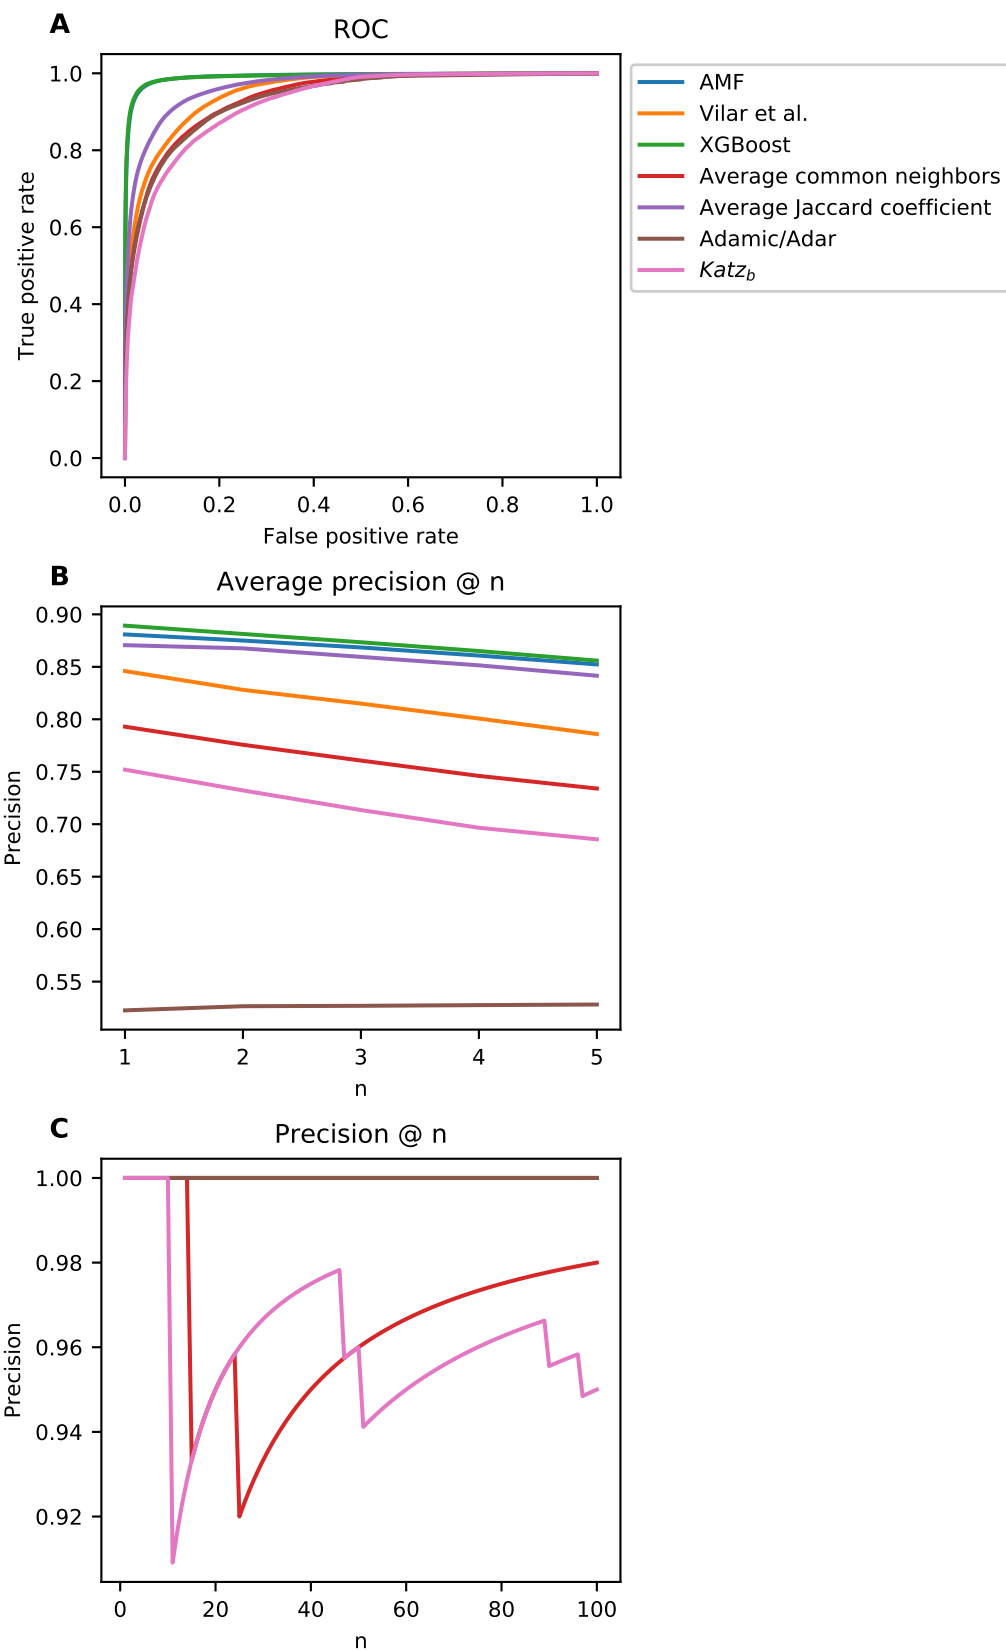 A
ROC
1.0
0.8
0.6
0.4
0.2
0.0
True positive rate
0.0 0.2 0.4 0.6 0.8 1.0
False positive rate
AMF
Vilar et al.
XGBoost
Average common neighbors
Average Jaccard coefficient
Adamic/Adar
Katz_b
B
Average precision @ n
0.90
0.85
0.80
0.75
0.70
0.65
0.60
0.55
Precision
1 2 3 4 5
n
C
Precision @ n
1.00
0.98
0.96
0.94
0.92
Precision
0 20 40 60 80 100
n